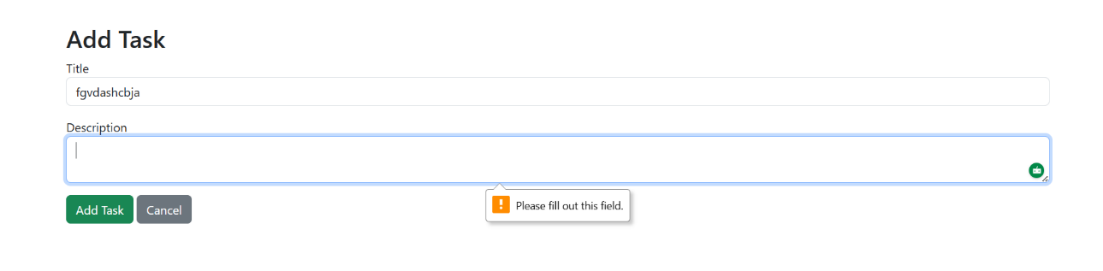 Add Task
Title
fgvdashcbja
Description
Please fill out this field.
Add Task Cancel